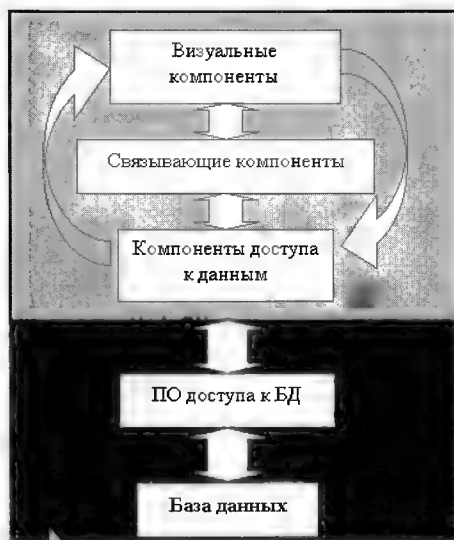 Визуальные
компоненты
Связывающие компоненты
Компоненты доступа
к данным
ПО доступа к БД
База данных